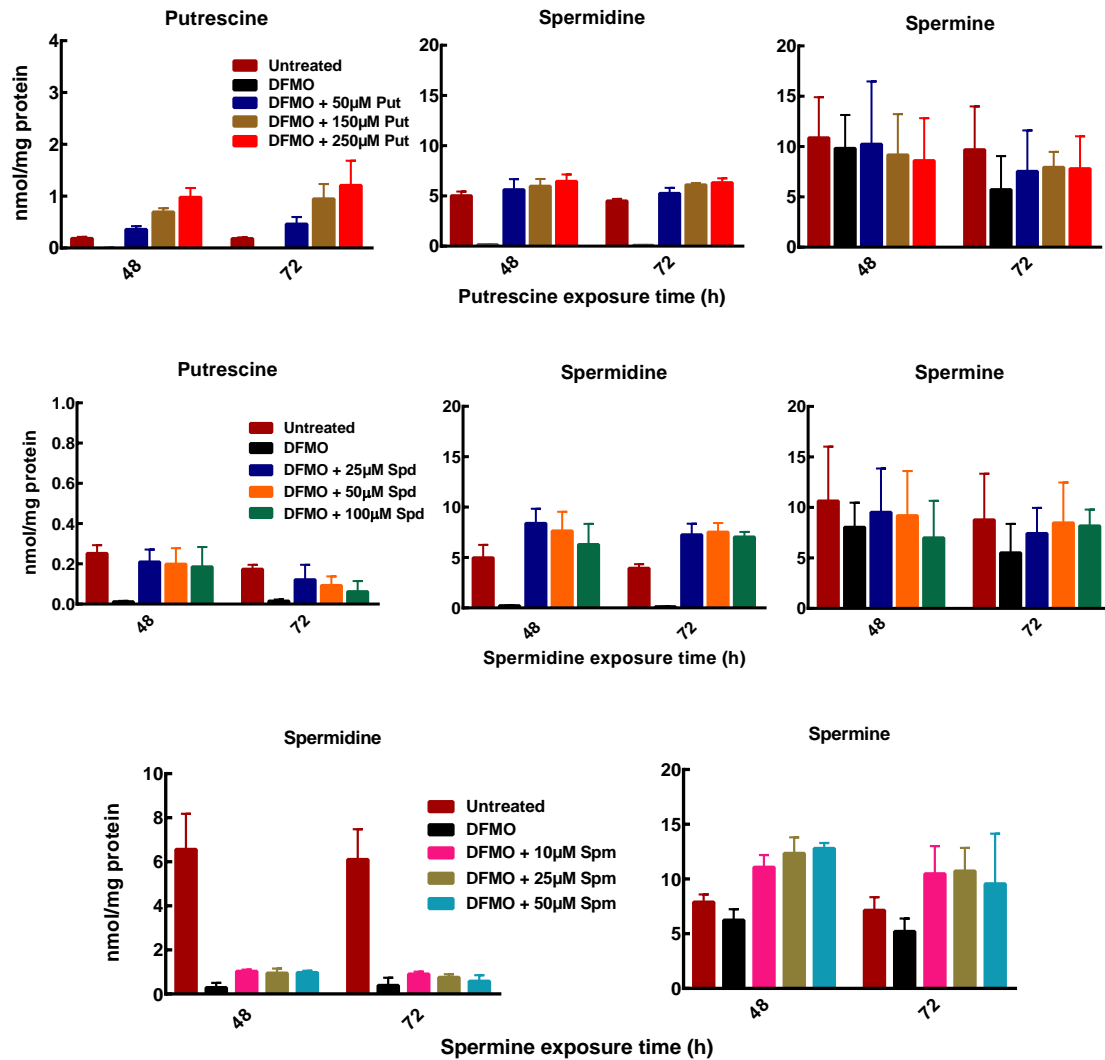 Putrescine
Spermidine
Spermine
nmol/mg protein
4
3
2
1
0
Untreated
DFMO
DFMO + 50µM Put
DFMO + 150µM Put
DFMO + 250µM Put
48
72
20
15
10
5
0
48
72
20
15
10
5
0
48
72
Putrescine exposure time (h)
Putrescine
Spermidine
Spermine
nmol/mg protein
1.0
0.8
0.6
0.4
0.2
0.0
Untreated
DFMO
DFMO + 25µM Spd
DFMO + 50µM Spd
DFMO + 100µM Spd
48
72
20
15
10
5
0
48
72
20
15
10
5
0
48
72
Spermidine exposure time (h)
Spermidine
Spermine
nmol/mg protein
10
8
6
4
2
0
48
72
Untreated
DFMO
DFMO + 10µM Spm
DFMO + 25µM Spm
DFMO + 50µM Spm
20
15
10
5
0
48
72
Spermine exposure time (h)